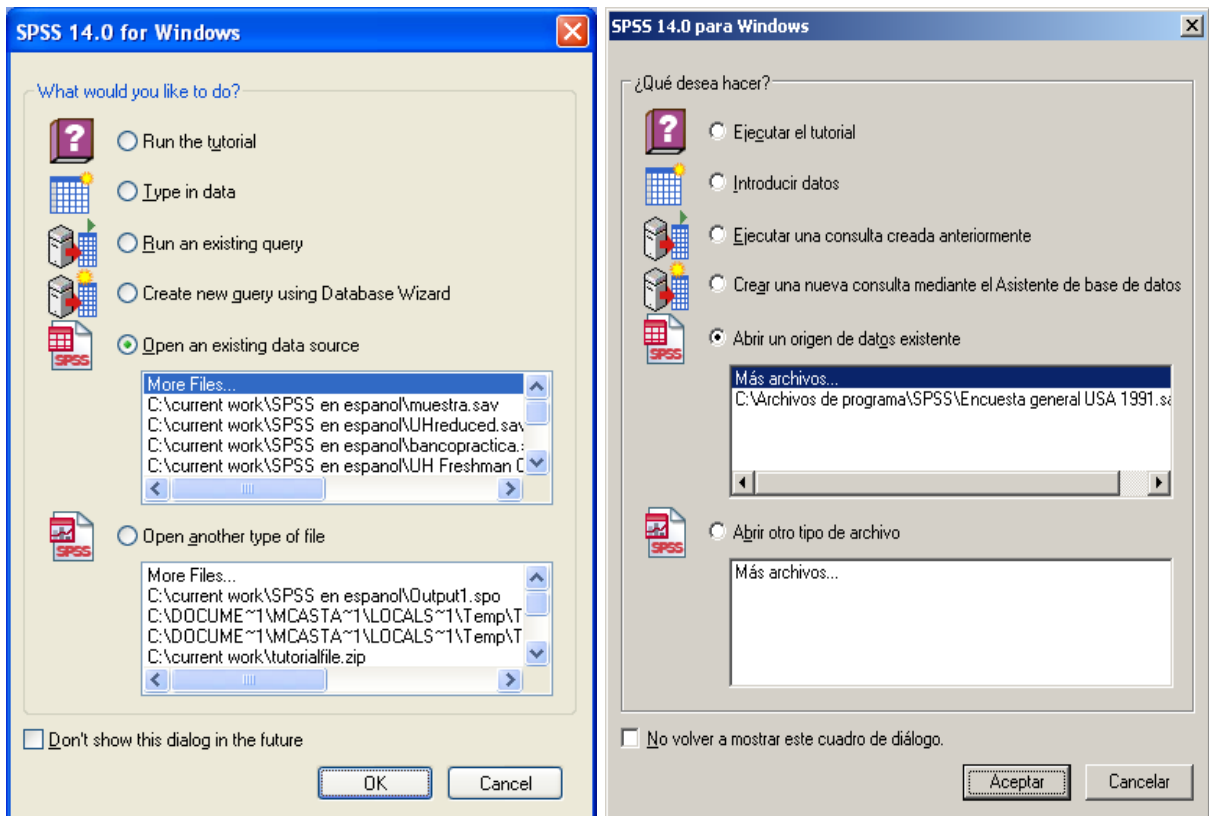 SPSS 14.0 for Windows
What would you like to do?
Run the tutorial
Type in data
Run an existing query
Create new query using Database Wizard
Open an existing data source
More Files...
C:\current work\SPSS en espanol\muestra.sav
C:\current work\SPSS en espanol\UHreduced.sav
C:\current work\SPSS en espanol\bancopractica.s
C:\current work\SPSS en espanol\UH Freshman C
SPSS
Open another type of file
More Files...
C:\current work\SPSS en espanol\Output1.spo
C:\DOCUME~1\MCASTA~1\LOCALS~1\Temp\T
C:\DOCUME~1\MCASTA~1\LOCALS~1\Temp\T
C:\current work\tutorialfile.zip
SPSS
Don't show this dialog in the future
OK Cancel
SPSS 14.0 para Windows
¿Qué desea hacer?
Ejecutar el tutorial
Introducir datos
Ejecutar una consulta creada anteriormente
Crear una nueva consulta mediante el Asistente de base de datos
Abrir un origen de datos existente
SPSS
Más archivos...
C:\Archivos de programa\SPSS\Encuesta general USA 1991.sa
Abrir otro tipo de archivo
SPSS
Más archivos...
No volver a mostrar este cuadro de diálogo.
Aceptar Cancelar